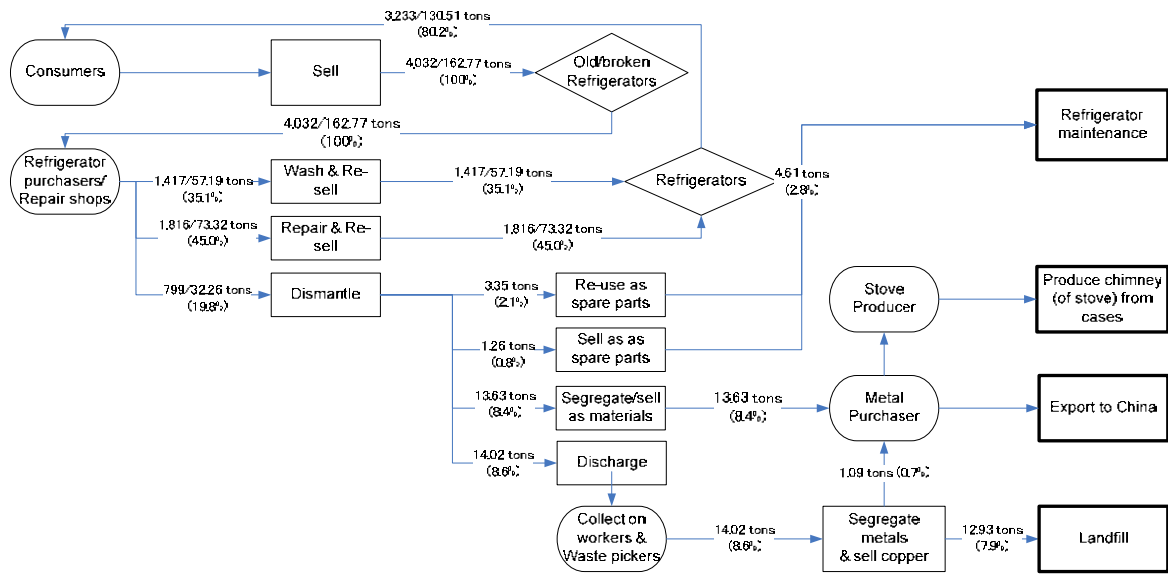 3,233/130.51 tons
(80.2%)
Consumers
Sell
4,032/162.77 tons
(100%)
Old/broken
Refrigerators
4,032/162.77 tons
(100%)
Refrigerator
maintenance
Refrigerator
purchasers/
Repair shops
1,417/57.19 tons
(35.1%)
Wash & Re-
sell
1,417/57.19 tons
(35.1%)
Refrigerators
4.61 tons
(2.8%)
1,816/73.32 tons
(45.0%)
Repair & Re-
sell
1,816/73.32 tons
(45.0%)
799/32.26 tons
(19.8%)
Dismantle
3.35 tons
(2.1%)
Re-use as
spare parts
Stove
Producer
Produce chimney
(of stove) from
cases
1.26 tons
(0.8%)
Sell as as
spare parts
13.63 tons
(8.4%)
Segregate/sell
as materials
13.63 tons
(8.4%)
Metal
Purchaser
Export to China
14.02 tons
(8.6%)
Discharge
1.09 tons (0.7%)
Collection
workers &
Waste pickers
14.02 tons
(8.6%)
Segregate
metals
& sell copper
12.93 tons
(7.9%)
Landfill